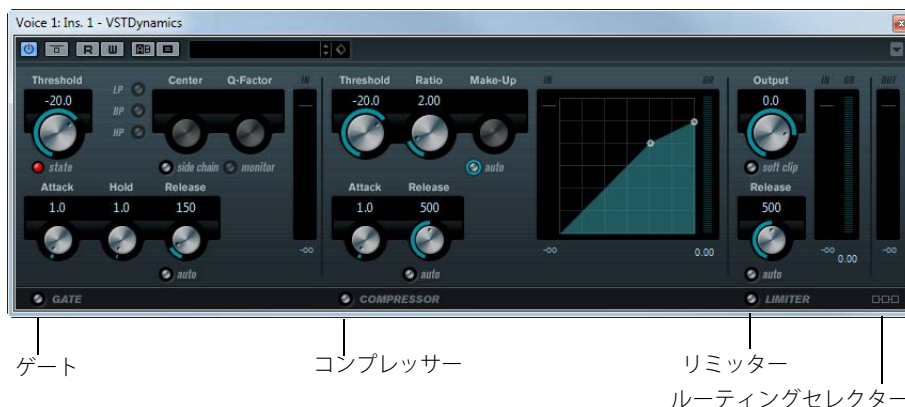 Voice 1: Ins. 1 - VSTDynamics
R W
Threshold LP Center Q-Factor IN Threshold Ratio Make-Up IN GR Output IN GR OUT
-20.0 BP -20.0 2.00 0.0
HP
state side chain monitor auto soft clip
Attack Hold Release Attack Release Release
1.0 1.0 150 1.0 500 500
-∞ -∞ 0.00 -∞ 0.00 -∞
auto auto auto
GATE COMPRESSOR LIMITER
ゲート コンプレッサー リミッター
ルーティングセレクター